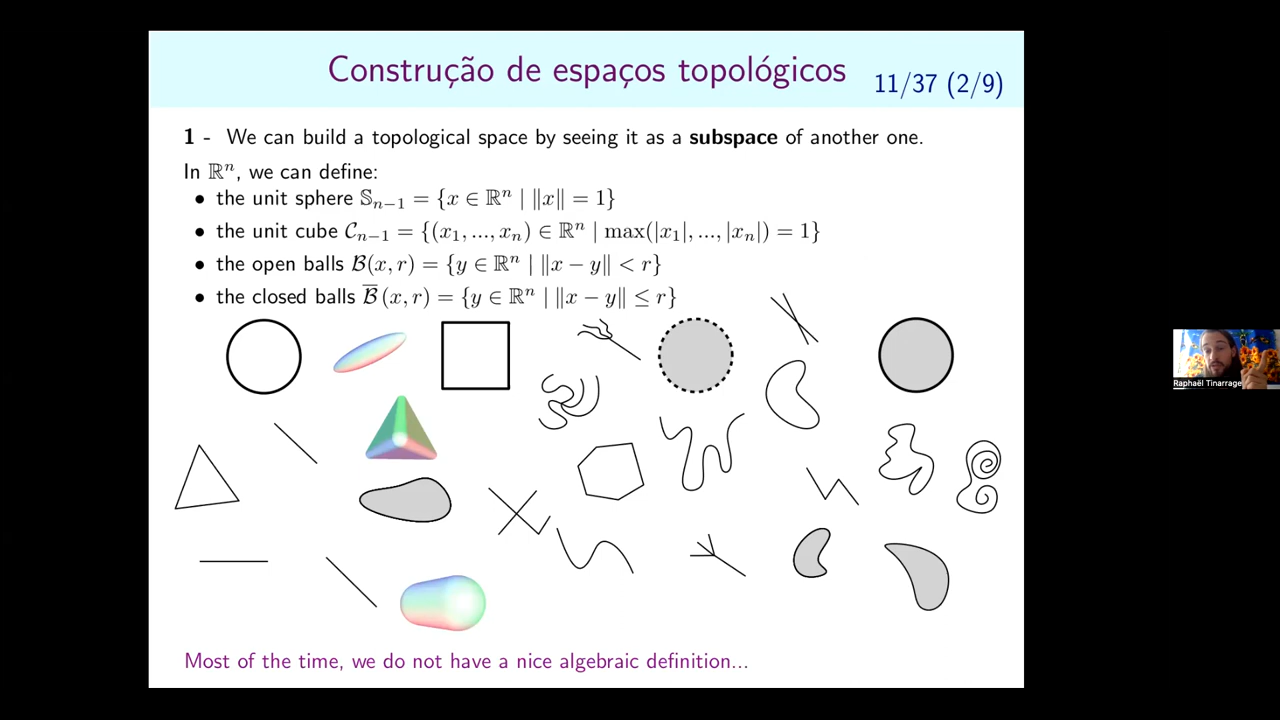 Construção de espaços topológicos
11/37 (2/9)
1 - We can build a topological space by seeing it as a subspace of another one.
In ℝⁿ, we can define:
• the unit sphere 𝕊ₙ₋₁ = {x ∈ ℝⁿ | ‖x‖ = 1}
• the unit cube 𝒞ₙ₋₁ = {(x₁, ..., xₙ) ∈ ℝⁿ | max(|x₁|, ..., |xₙ|) = 1}
• the open balls ℬ(x, r) = {y ∈ ℝⁿ | ‖x − y‖ < r}
• the closed balls ℬ̅(x, r) = {y ∈ ℝⁿ | ‖x − y‖ ≤ r}
Raphaël Tinarrage
Most of the time, we do not have a nice algebraic definition...